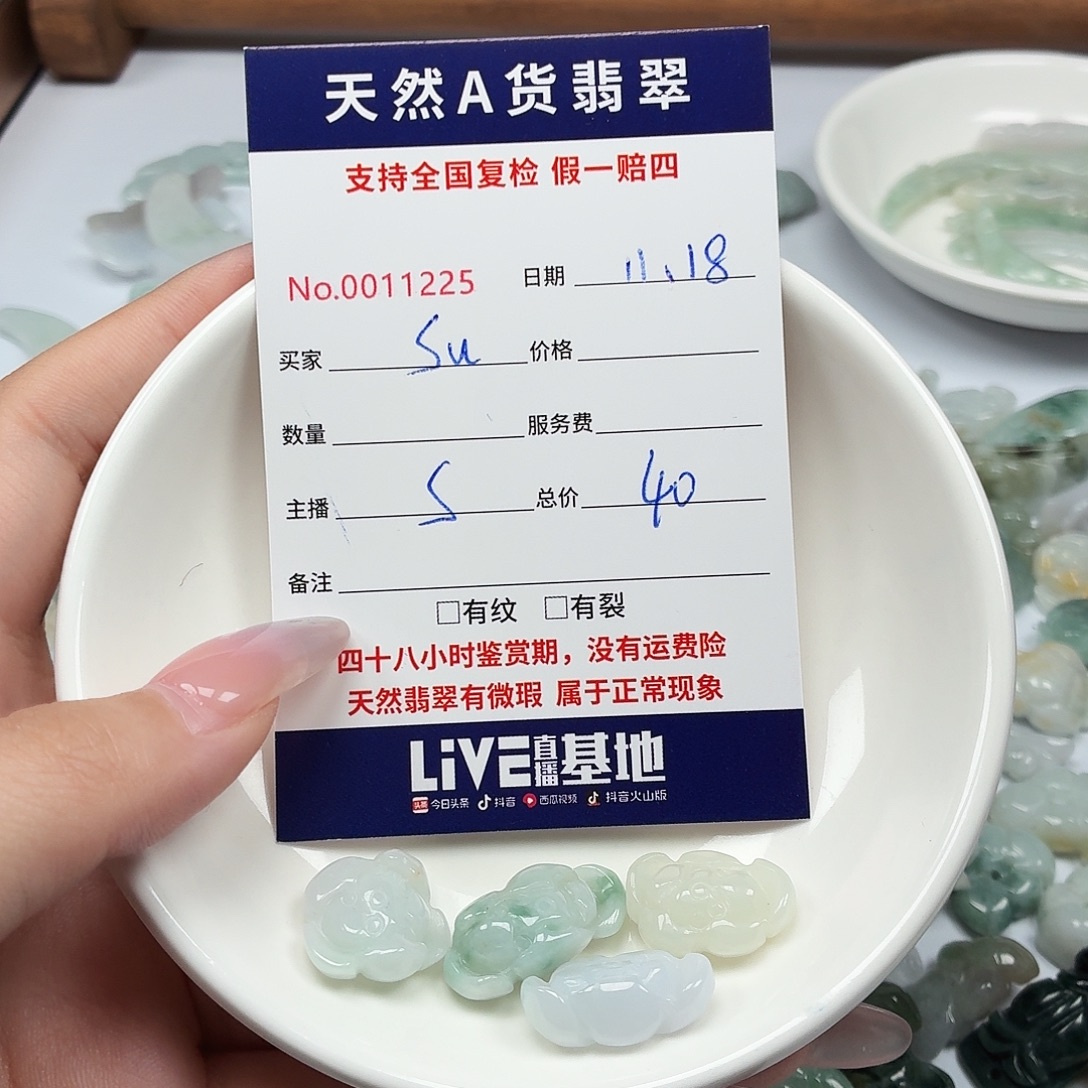 天然A货翡翠
支持全国复检 假一赔四
No.0011225 日期 11.18
买家 Su 价格
数量 服务费
主播 S 总价 40
备注
□有纹 □有裂
四十八小时鉴赏期，没有运费险
天然翡翠有微瑕 属于正常现象
LiVE直播基地
头条 今日头条 抖音 西瓜视频 抖音火山版